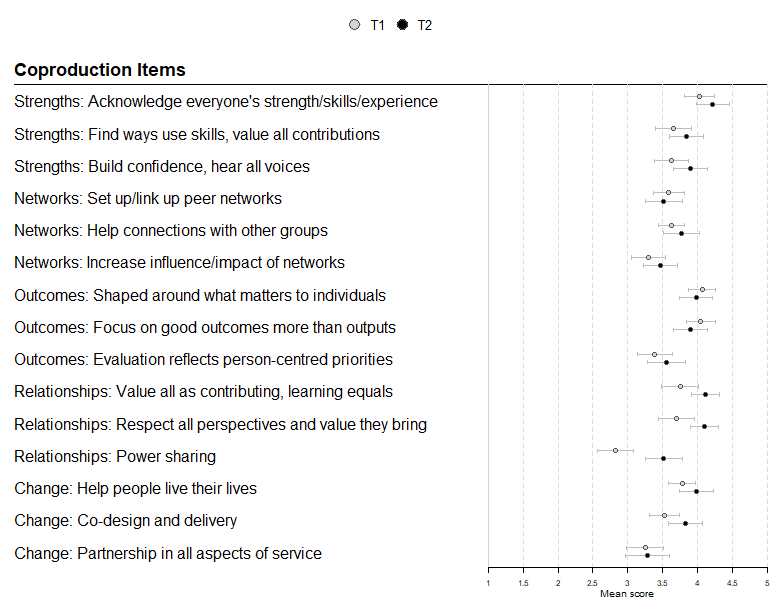 T1 T2
Coproduction Items
Strengths: Acknowledge everyone's strength/skills/experience
Strengths: Find ways use skills, value all contributions
Strengths: Build confidence, hear all voices
Networks: Set up/link up peer networks
Networks: Help connections with other groups
Networks: Increase influence/impact of networks
Outcomes: Shaped around what matters to individuals
Outcomes: Focus on good outcomes more than outputs
Outcomes: Evaluation reflects person-centred priorities
Relationships: Value all as contributing, learning equals
Relationships: Respect all perspectives and value they bring
Relationships: Power sharing
Change: Help people live their lives
Change: Co-design and delivery
Change: Partnership in all aspects of service
1 1.5 2 2.5 3 3.5 4 4.5 5
Mean score